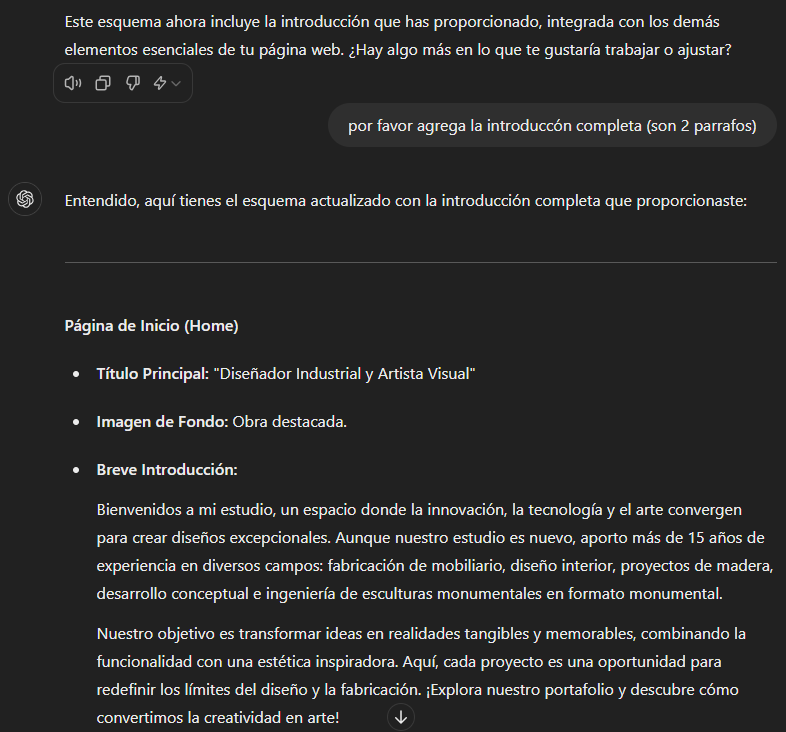 Este esquema ahora incluye la introducción que has proporcionado, integrada con los demás
elementos esenciales de tu página web. ¿Hay algo más en lo que te gustaría trabajar o ajustar?
por favor agrega la introduccón completa (son 2 parrafos)
Entendido, aquí tienes el esquema actualizado con la introducción completa que proporcionaste:
Página de Inicio (Home)
• Título Principal: "Diseñador Industrial y Artista Visual"
• Imagen de Fondo: Obra destacada.
• Breve Introducción:
Bienvenidos a mi estudio, un espacio donde la innovación, la tecnología y el arte convergen
para crear diseños excepcionales. Aunque nuestro estudio es nuevo, aporto más de 15 años de
experiencia en diversos campos: fabricación de mobiliario, diseño interior, proyectos de madera,
desarrollo conceptual e ingeniería de esculturas monumentales en formato monumental.
Nuestro objetivo es transformar ideas en realidades tangibles y memorables, combinando la
funcionalidad con una estética inspiradora. Aquí, cada proyecto es una oportunidad para
redefinir los límites del diseño y la fabricación. ¡Explora nuestro portafolio y descubre cómo
convertimos la creatividad en arte!